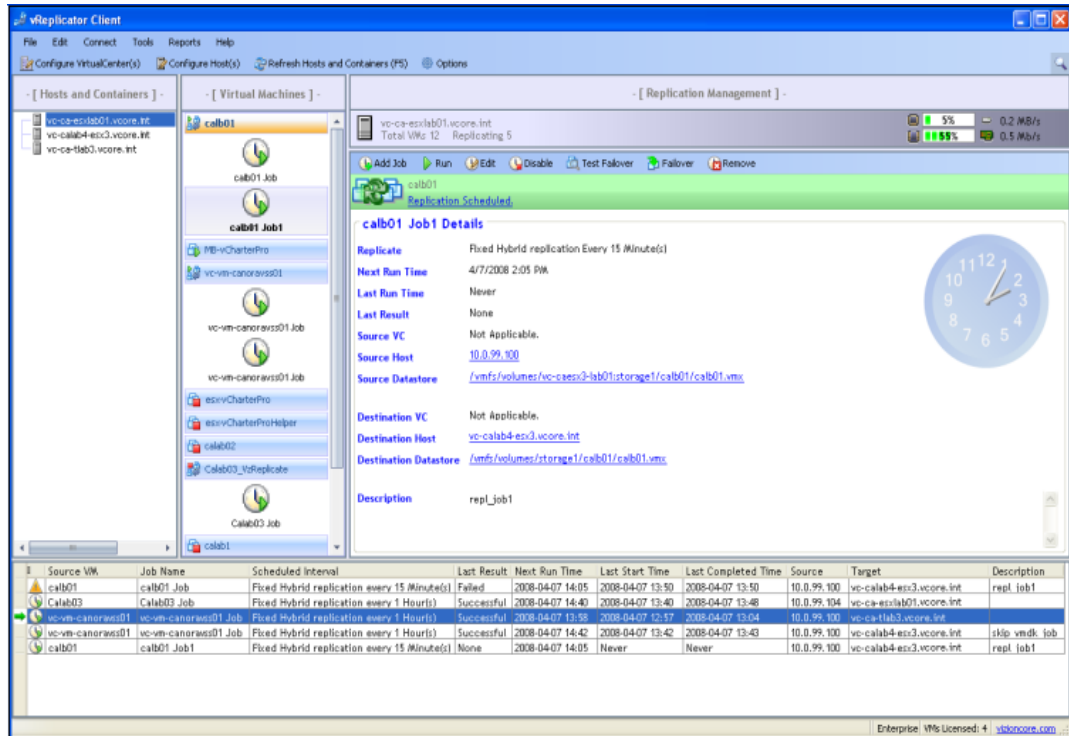 vReplicator Client
File Edit Connect Tools Reports Help
Configure VirtualCenter(s) Configure Host(s) Refresh Hosts and Containers (F5) Options
- [ Hosts and Containers ] -
vc-ca-esxlab01.vcore.int
vc-calab4-esx3.vcore.int
vc-ca-tlab3.vcore.int
- [ Virtual Machines ] -
calb01
calb01 Job
calb01 Job1
MB-vCharterPro
vc-vm-canoravss01
vc-vm-canoravss01 Job
vc-vm-canoravss01 Job
esxvCharterPro
esxvCharterProHelper
calab02
Calab03_VzReplicate
Calab03 Job
calab1
- [ Replication Management ] -
vc-ca-esxlab01.vcore.int
Total VMs 12 Replicating 5
5% 0.2 MB/s
55% 0.5 Mb/s
Add Job Run Edit Disable Test Failover Failover Remove
calb01
Replication Scheduled.
calb01 Job1 Details
Replicate Fixed Hybrid replication Every 15 Minute(s)
Next Run Time 4/7/2008 2:05 PM
Last Run Time Never
Last Result None
Source VC Not Applicable.
Source Host 10.0.99.100
Source Datastore /vmfs/volumes/vc-caesx3-lab01:storage1/calb01/calb01.vmx
Destination VC Not Applicable.
Destination Host vc-calab4-esx3.vcore.int
Destination Datastore /vmfs/volumes/storage1/calb01/calb01.vmx
Description repl_job1
12 1 2 3 4 5 6 7 8 9 10 11
! Source VM Job Name Scheduled Interval Last Result Next Run Time Last Start Time Last Completed Time Source Target Description
calb01 calb01 Job Fixed Hybrid replication every 15 Minute(s) Failed 2008-04-07 14:05 2008-04-07 13:50 2008-04-07 13:50 10.0.99.100 vc-calab4-esx3.vcore.int repl job1
Calab03 Calab03 Job Fixed Hybrid replication every 1 Hour(s) Successful 2008-04-07 14:40 2008-04-07 13:40 2008-04-07 13:48 10.0.99.104 vc-ca-esxlab01.vcore.int
vc-vm-canoravss01 vc-vm-canoravss01 Job Fixed Hybrid replication every 1 Hour(s) Successful 2008-04-07 13:58 2008-04-07 12:57 2008-04-07 13:04 10.0.99.100 vc-ca-tlab3.vcore.int
vc-vm-canoravss01 vc-vm-canoravss01 Job Fixed Hybrid replication every 1 Hour(s) Successful 2008-04-07 14:42 2008-04-07 13:42 2008-04-07 13:43 10.0.99.100 vc-calab4-esx3.vcore.int skip vmdk job
calb01 calb01 Job1 Fixed Hybrid replication every 15 Minute(s) None 2008-04-07 14:05 Never Never 10.0.99.100 vc-calab4-esx3.vcore.int repl job1
Enterprise VMs Licensed: 4 vizioncore.com